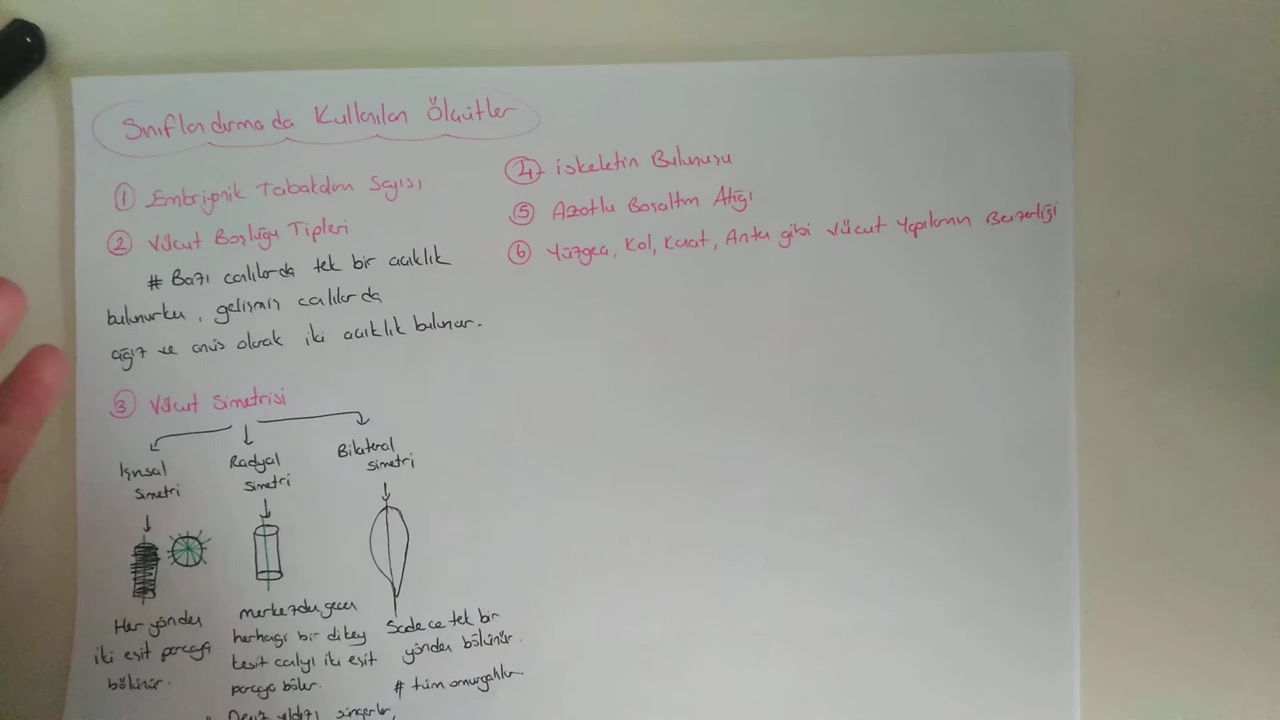 Sınıflandırmada Kullanılan Ölçütler
① Embriyonik Tabakaların Sayısı
② Vücut Boşluğu Tipleri
# Bazı canlılarda tek bir açıklık
bulunurken, gelişmiş canlılarda
ağız ve anüs olarak iki açıklık bulunur.
③ Vücut Simetrisi
Işınsal
simetri
Her yönden
iki eşit parçaya
bölünür.
Radyal
simetri
merkezden geçen
herhangi bir dikey
kesit canlıyı iki eşit
parçaya böler.
Deniz yıldızı, süngerler,
Bilateral
simetri
Sadece tek bir
yönden bölünür.
# tüm omurgalılar
④ İskeletin Bulunuşu
⑤ Azotlu Boşaltım Atığı
⑥ Yüzgeç, Kol, Kanat, Anten gibi Vücut Yapılarının Benzerliği